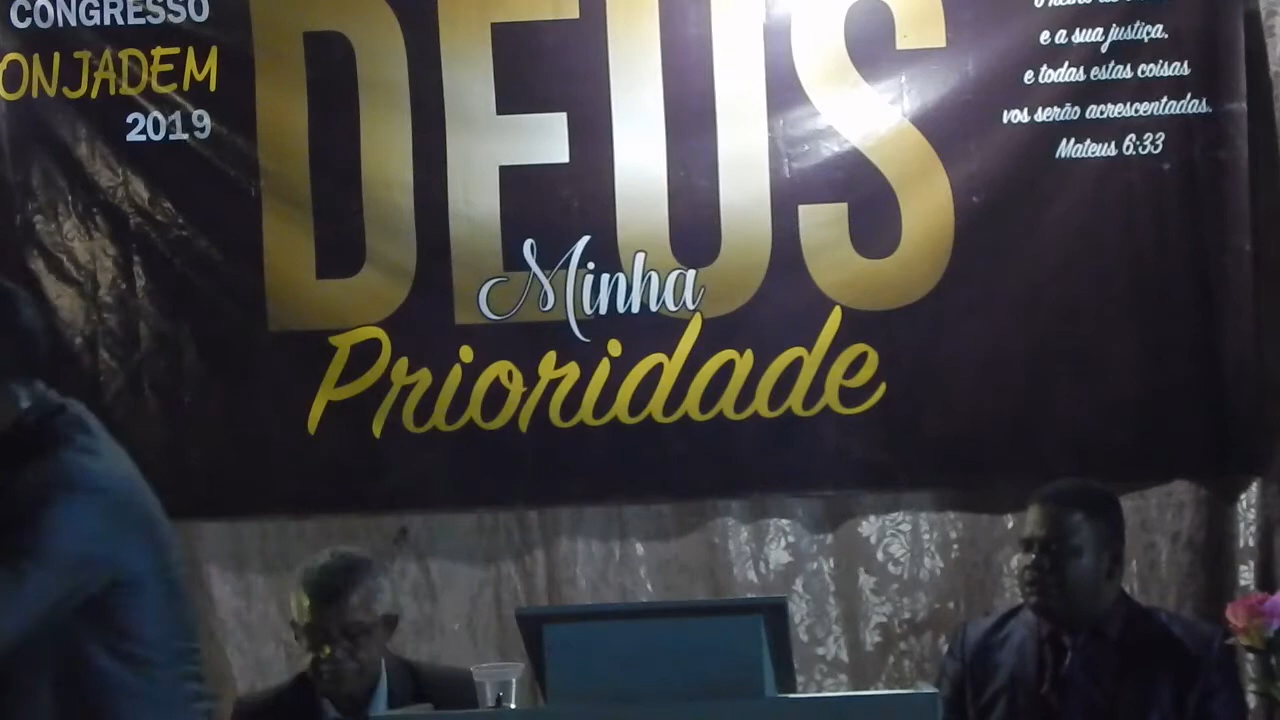 CONGRESSO
ONJADEM
2019
DEUS
Minha
Prioridade
e a sua justiça,
e todas estas coisas
vos serão acrescentadas.
Mateus 6:33